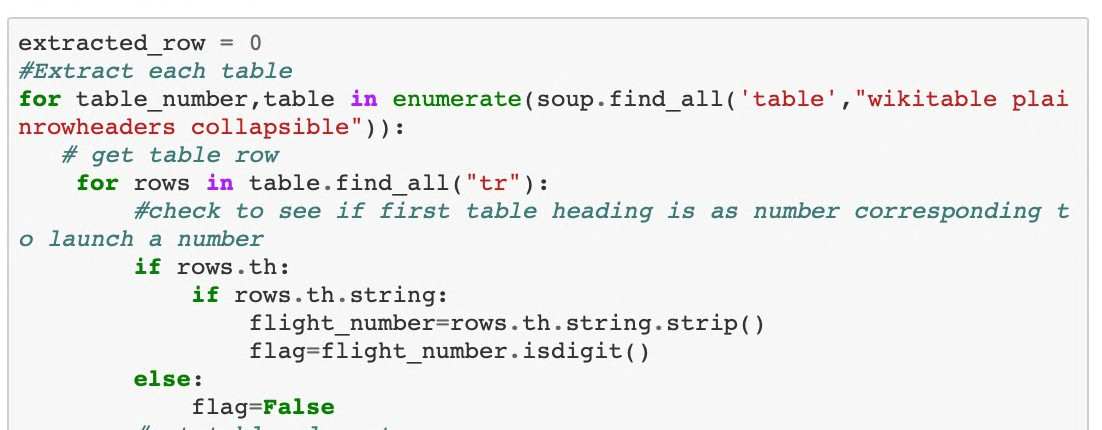 extracted_row = 0
#Extract each table
for table_number,table in enumerate(soup.find_all('table',"wikitable plai
nrowheaders collapsible")):
   # get table row
    for rows in table.find_all("tr"):
        #check to see if first table heading is as number corresponding t
o launch a number
        if rows.th:
            if rows.th.string:
                flight_number=rows.th.string.strip()
                flag=flight_number.isdigit()
        else:
            flag=False